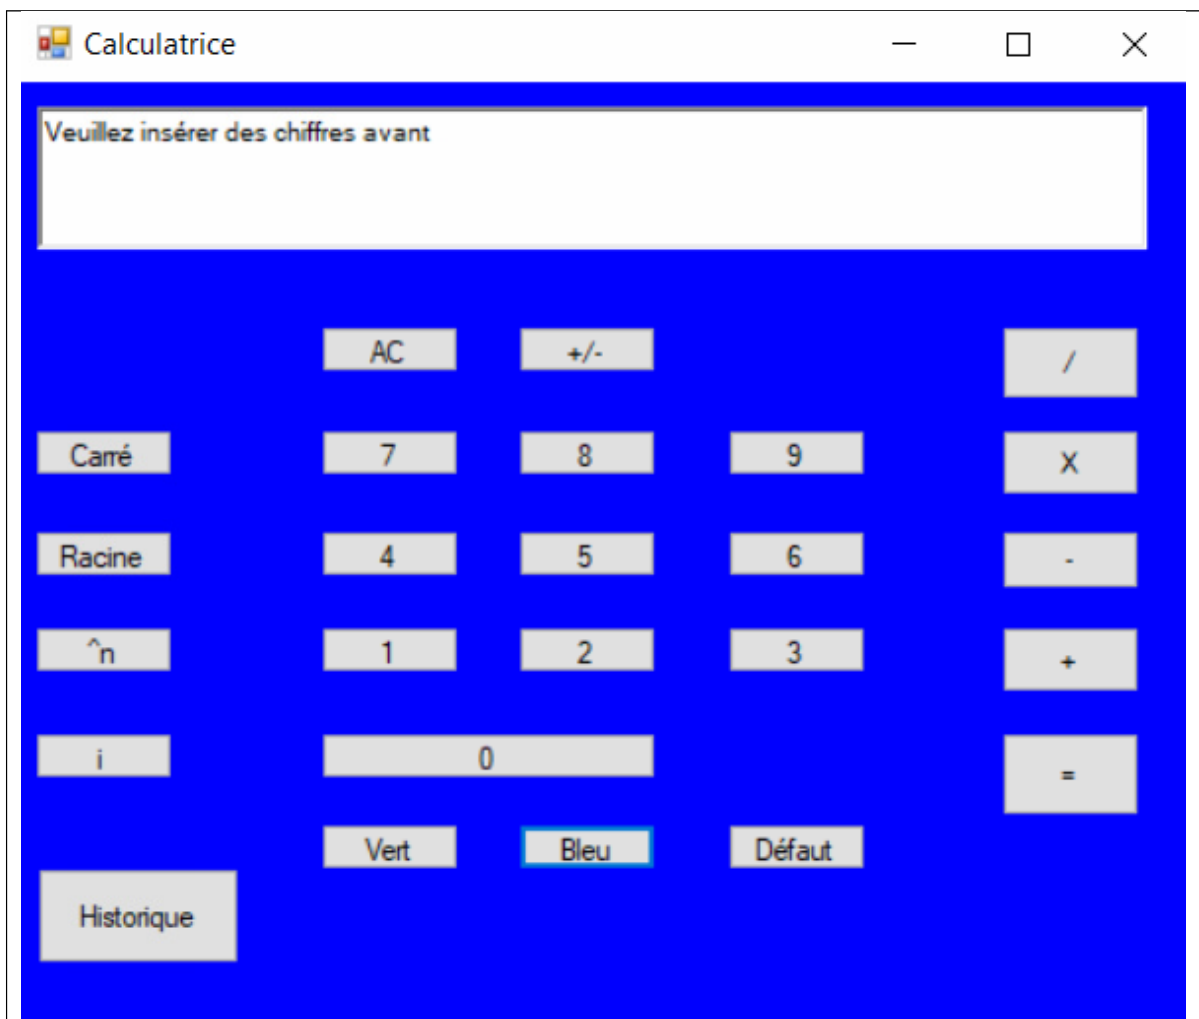 Calculatrice
Veuillez insérer des chiffres avant
AC +/- /
Carré 7 8 9 X
Racine 4 5 6 -
^n 1 2 3 +
i 0 =
Vert Bleu Défaut
Historique